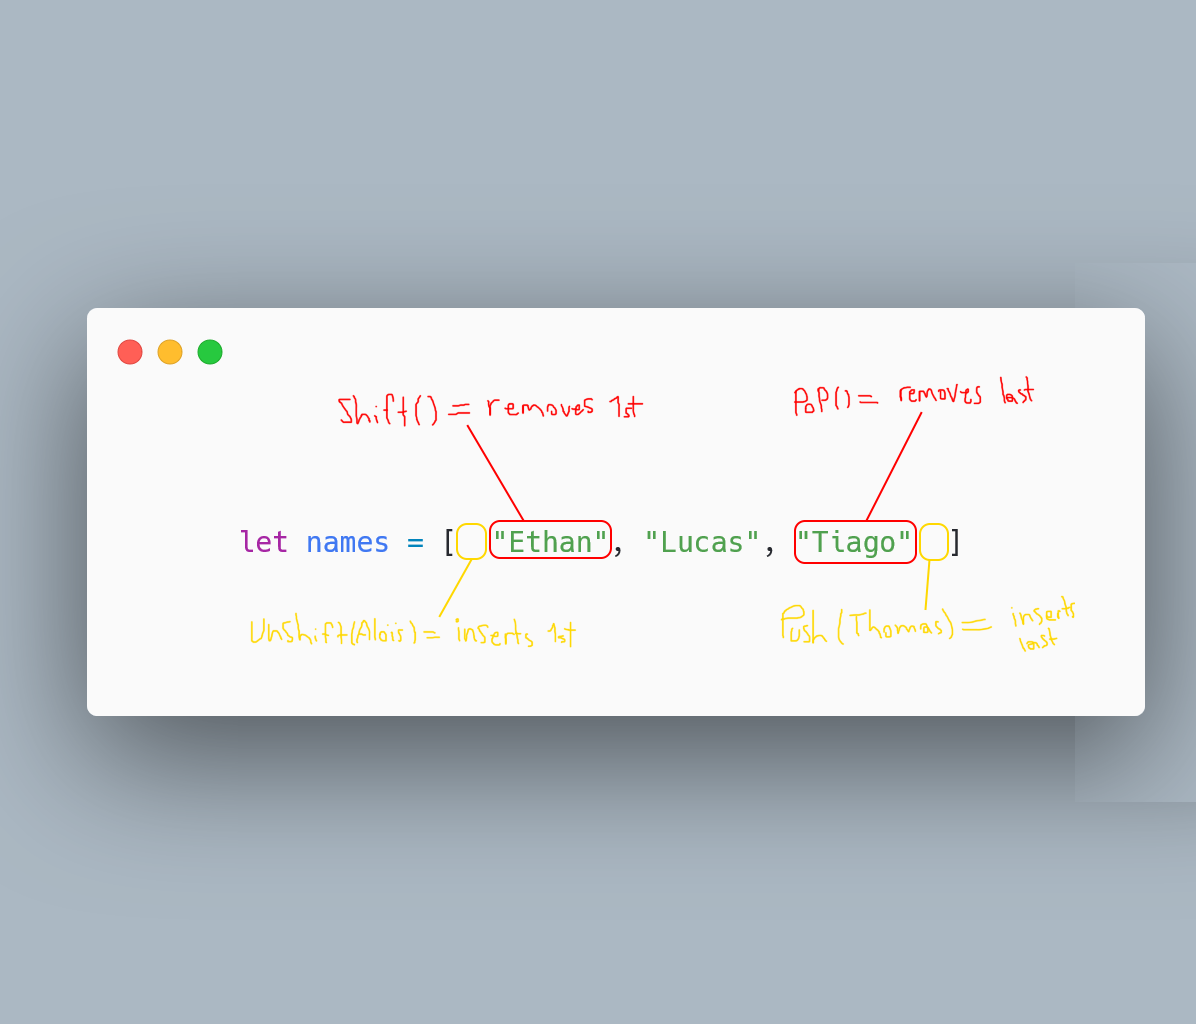 Shift() = removes 1st
PoP() = removes last
let names = [ "Ethan", "Lucas", "Tiago" ]
UnShift(Alois) = inserts 1st
Push(Thomas) = inserts
last